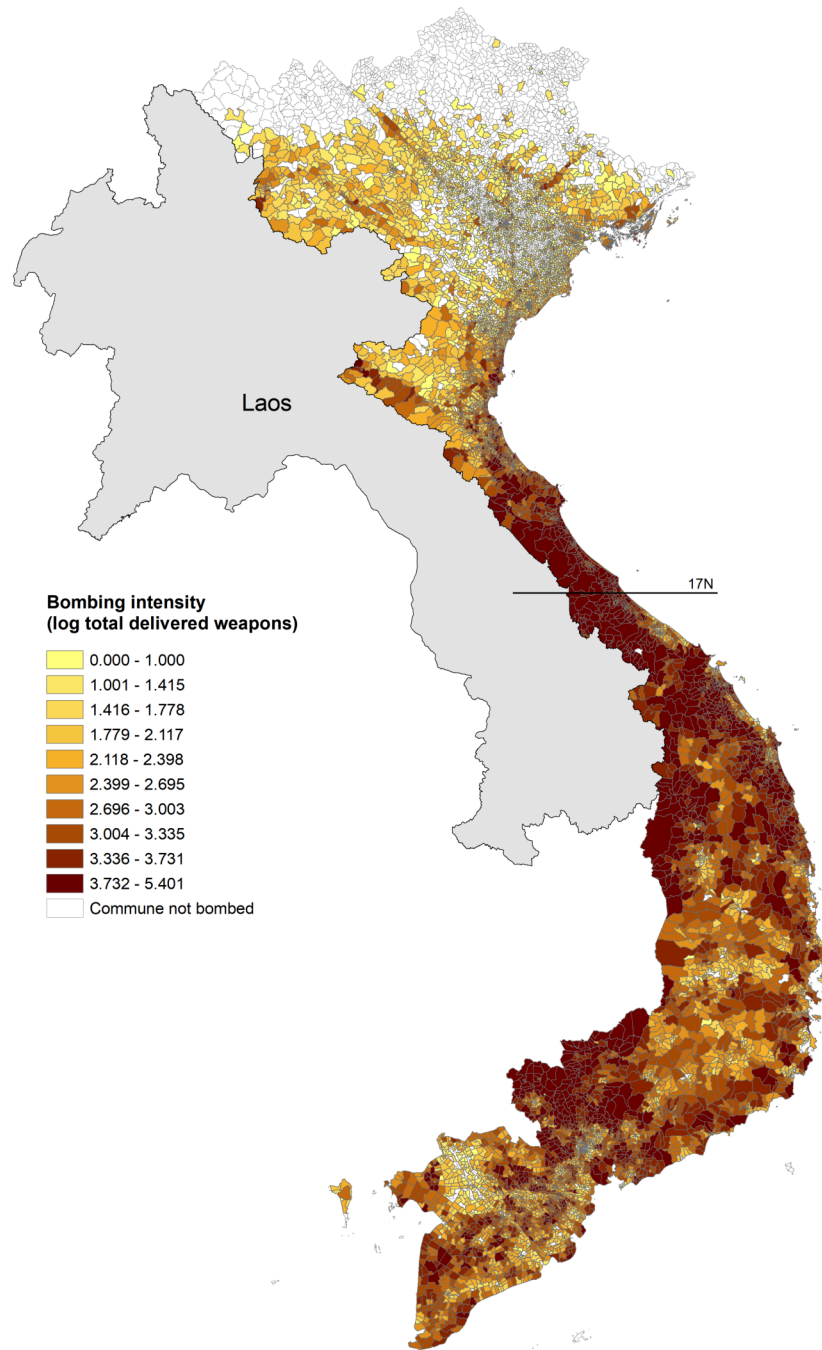 Laos
17N
Bombing intensity
(log total delivered weapons)
0.000 - 1.000
1.001 - 1.415
1.416 - 1.778
1.779 - 2.117
2.118 - 2.398
2.399 - 2.695
2.696 - 3.003
3.004 - 3.335
3.336 - 3.731
3.732 - 5.401
Commune not bombed